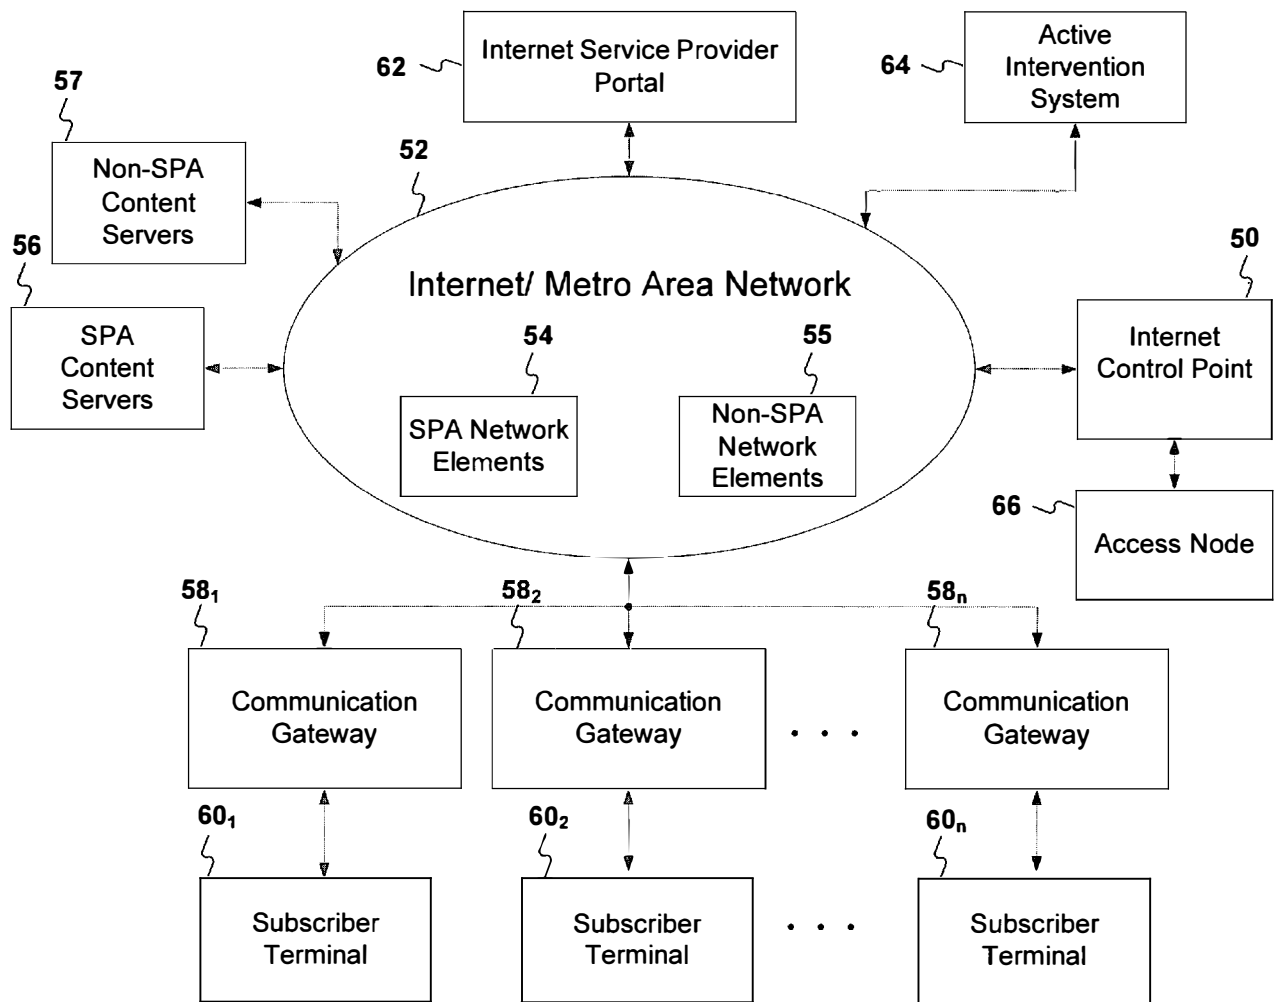 62
Internet Service Provider
Portal
64
Active
Intervention
System
57
Non-SPA
Content
Servers
52
56
SPA
Content
Servers
Internet/ Metro Area Network
54
SPA Network
Elements
55
Non-SPA
Network
Elements
50
Internet
Control Point
66
Access Node
58₁
Communication
Gateway
58₂
Communication
Gateway
. . .
58ₙ
Communication
Gateway
60₁
Subscriber
Terminal
60₂
Subscriber
Terminal
. . .
60ₙ
Subscriber
Terminal